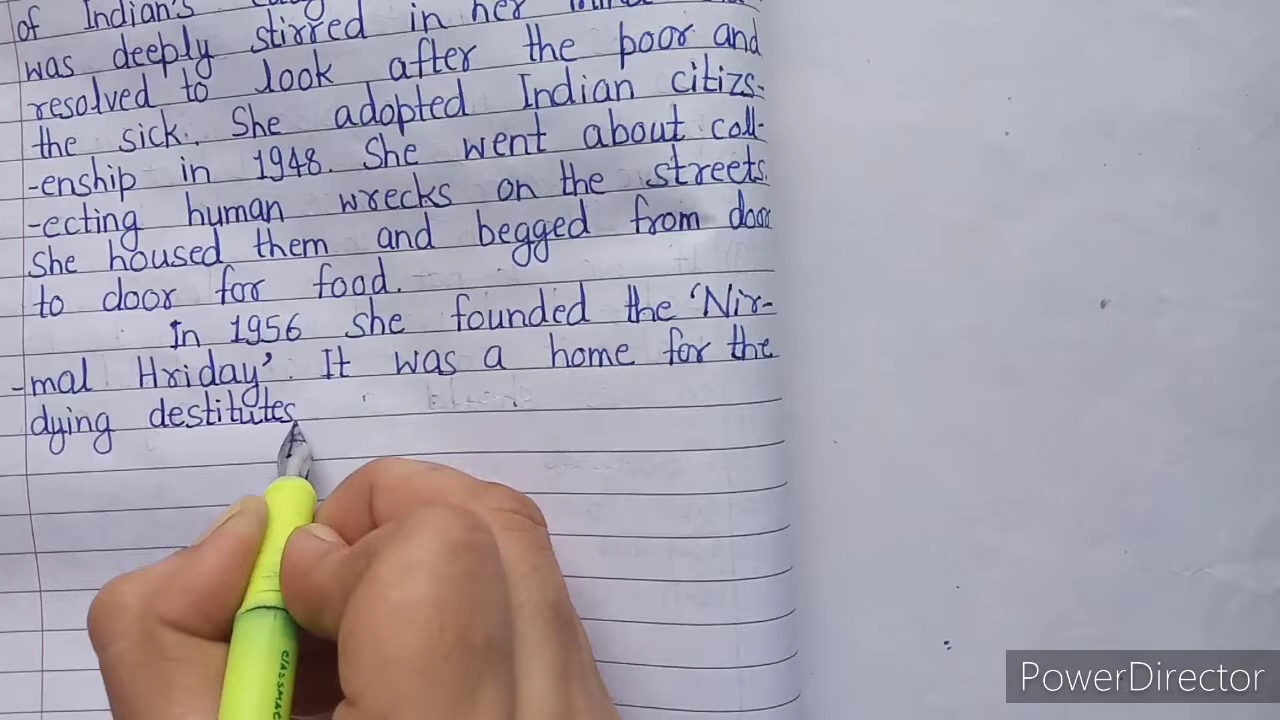 of Indian's
was deeply stirred in her
resolved to look after the poor and
the sick. She adopted Indian citizs-
-enship in 1948. She went about coll-
-ecting human wrecks on the streets.
She housed them and begged from door
to door for food.
In 1956 she founded the 'Nir-
-mal Hriday'. It was a home for the
dying destitutes
CLASSMATE
PowerDirector